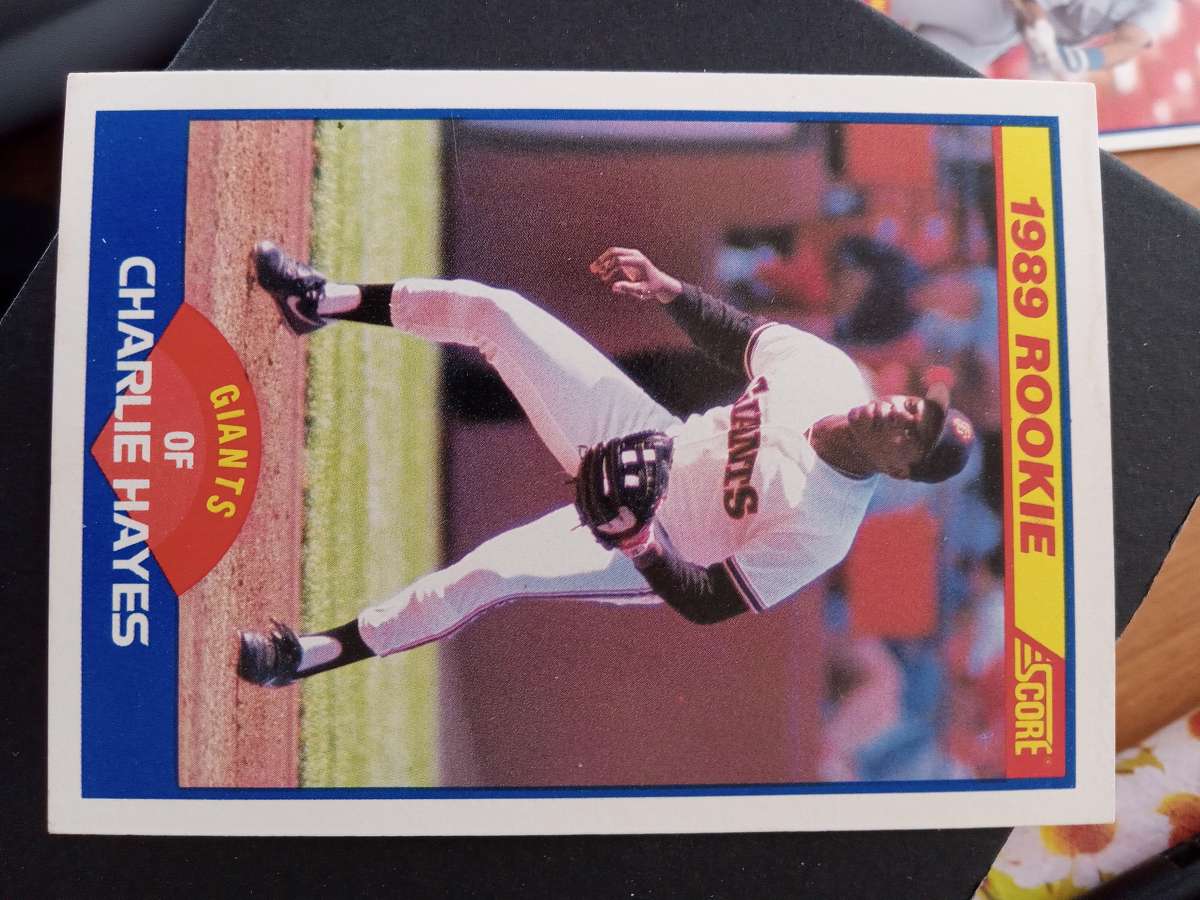 1989 ROOKIE SCORE
GIANTS
GIANTS
OF
CHARLIE HAYES